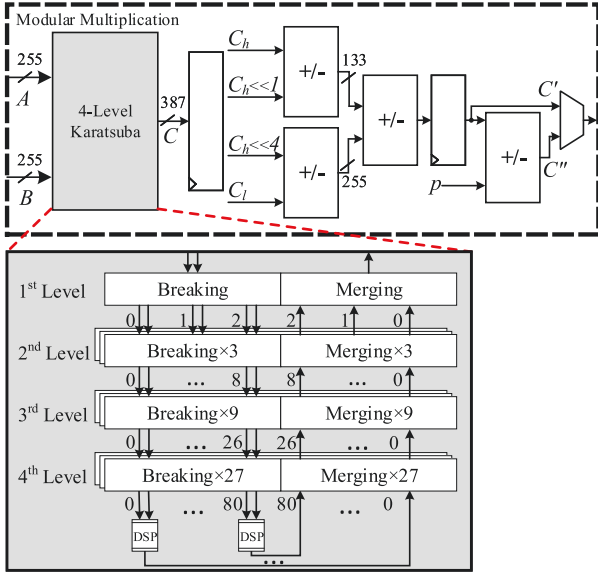 Modular Multiplication
255
A
255
B
4-Level
Karatsuba
387
C
C_h
C_h<<1
C_h<<4
C_l
+/-
+/-
133
255
+/-
p
+/-
C'
C''
1st Level
Breaking
Merging
0 1 2 2 1 0
2nd Level
Breaking×3
Merging×3
0 ... 8 8 ... 0
3rd Level
Breaking×9
Merging×9
0 ... 26 26 ... 0
4th Level
Breaking×27
Merging×27
0 ... 80 80 ... 0
DSP
DSP
...